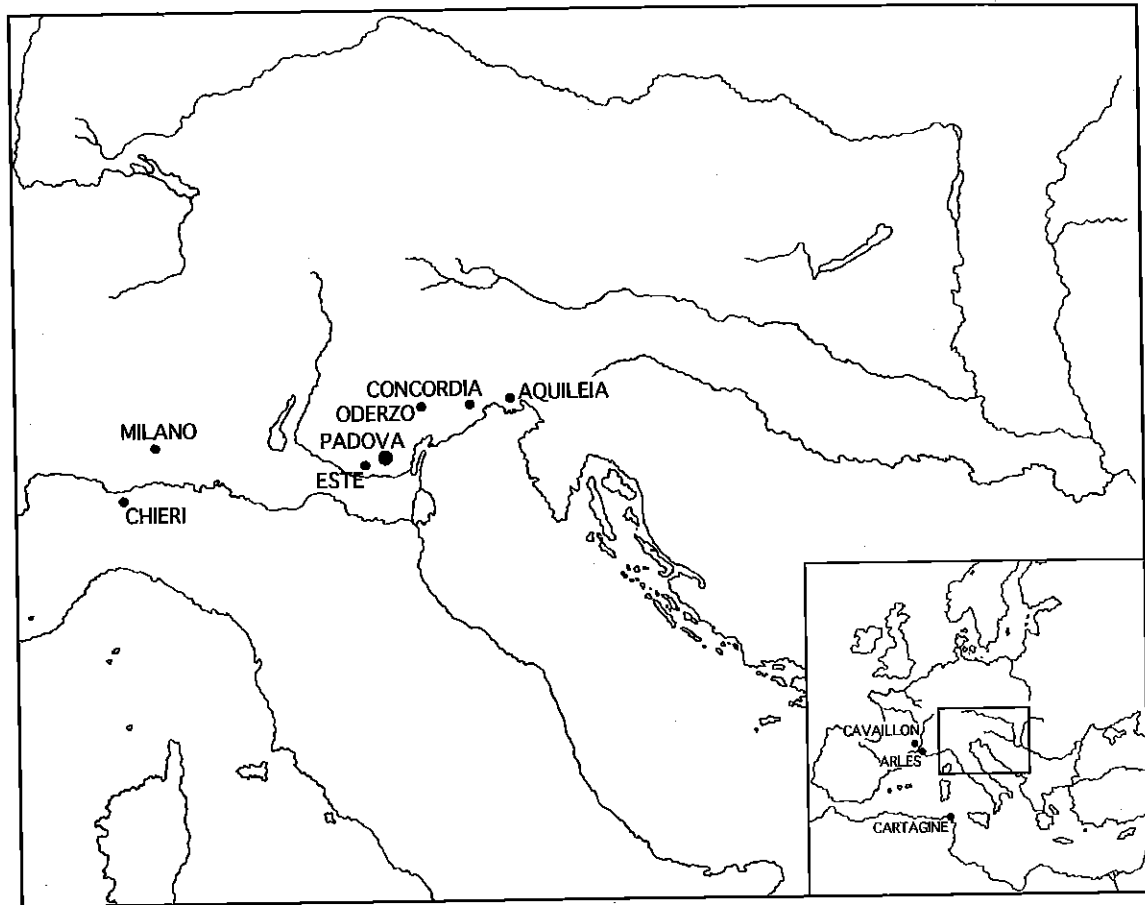 CONCORDIA
AQUILEIA
ODERZO
MILANO
PADOVA
ESTE
CHIERI
CAVAILLON
ARLES
CARTAGINE